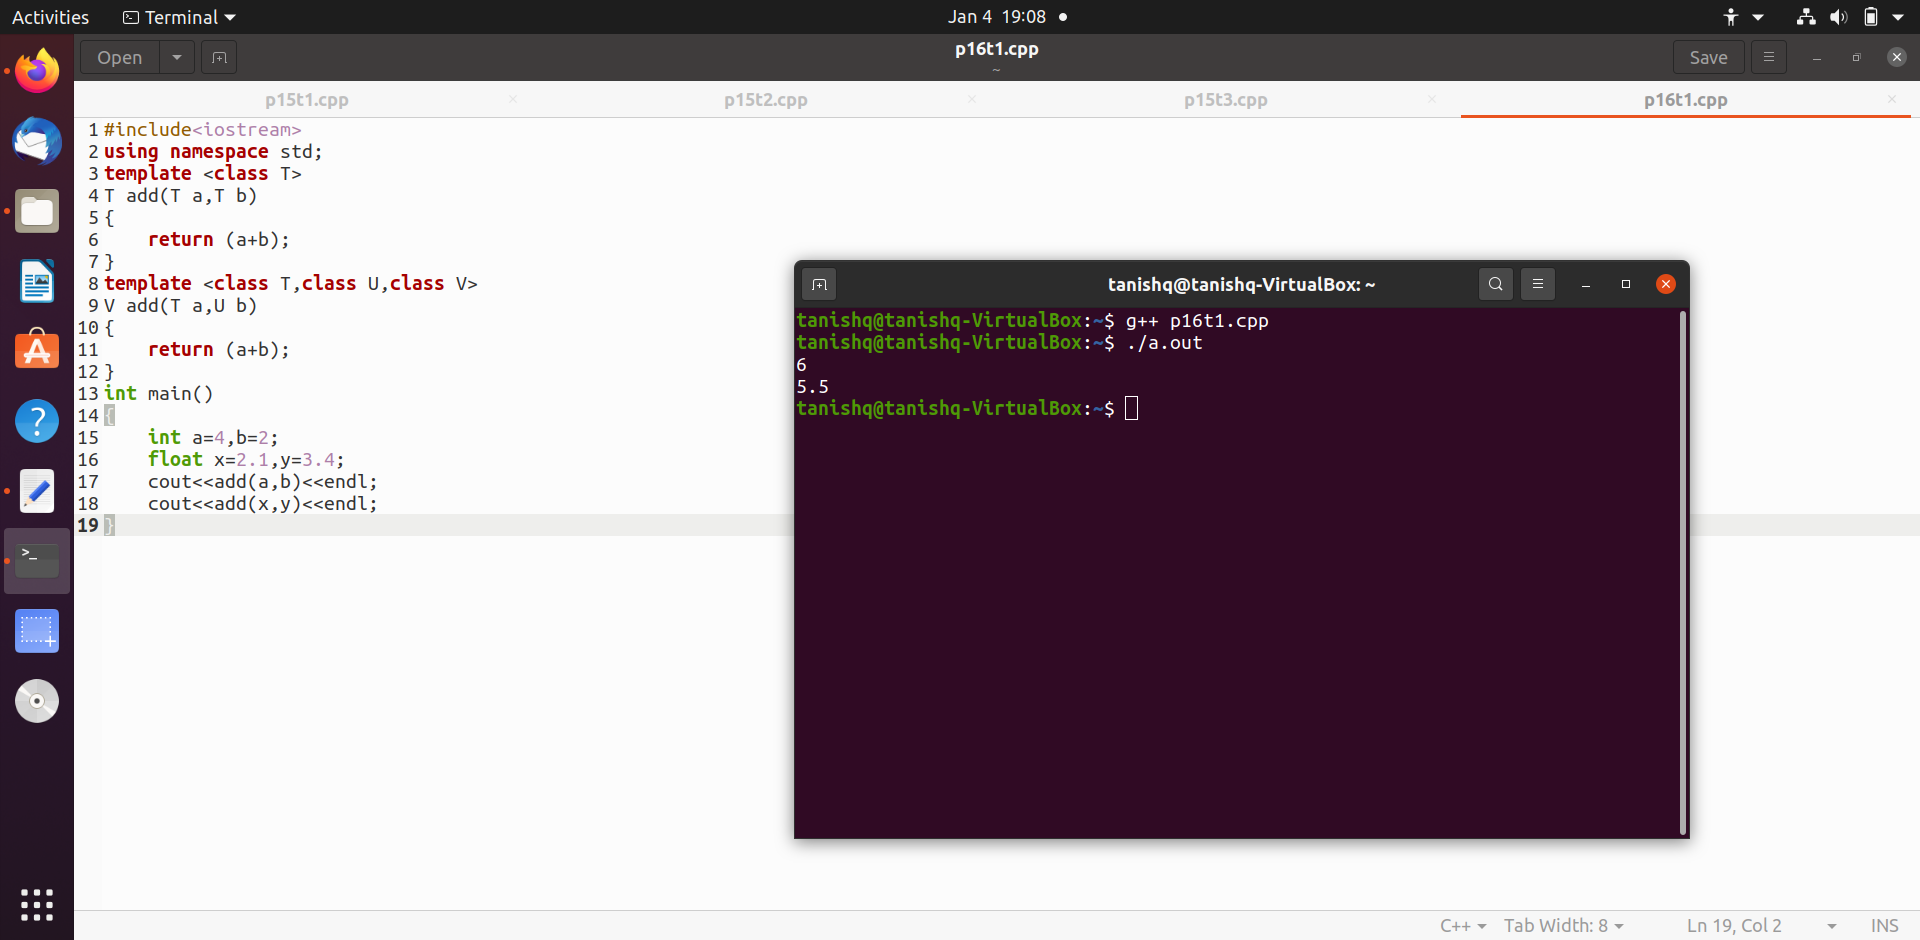 Activities Terminal Jan 4 19:08
Open p16t1.cpp Save
~
p15t1.cpp p15t2.cpp p15t3.cpp p16t1.cpp
1 #include<iostream>
2 using namespace std;
3 template <class T>
4 T add(T a,T b)
5 {
6     return (a+b);
7 }
8 template <class T,class U,class V>
9 V add(T a,U b)
10 {
11     return (a+b);
12 }
13 int main()
14 {
15     int a=4,b=2;
16     float x=2.1,y=3.4;
17     cout<<add(a,b)<<endl;
18     cout<<add(x,y)<<endl;
19 }
tanishq@tanishq-VirtualBox: ~
tanishq@tanishq-VirtualBox:~$ g++ p16t1.cpp
tanishq@tanishq-VirtualBox:~$ ./a.out
6
5.5
tanishq@tanishq-VirtualBox:~$
C++ Tab Width: 8 Ln 19, Col 2 INS